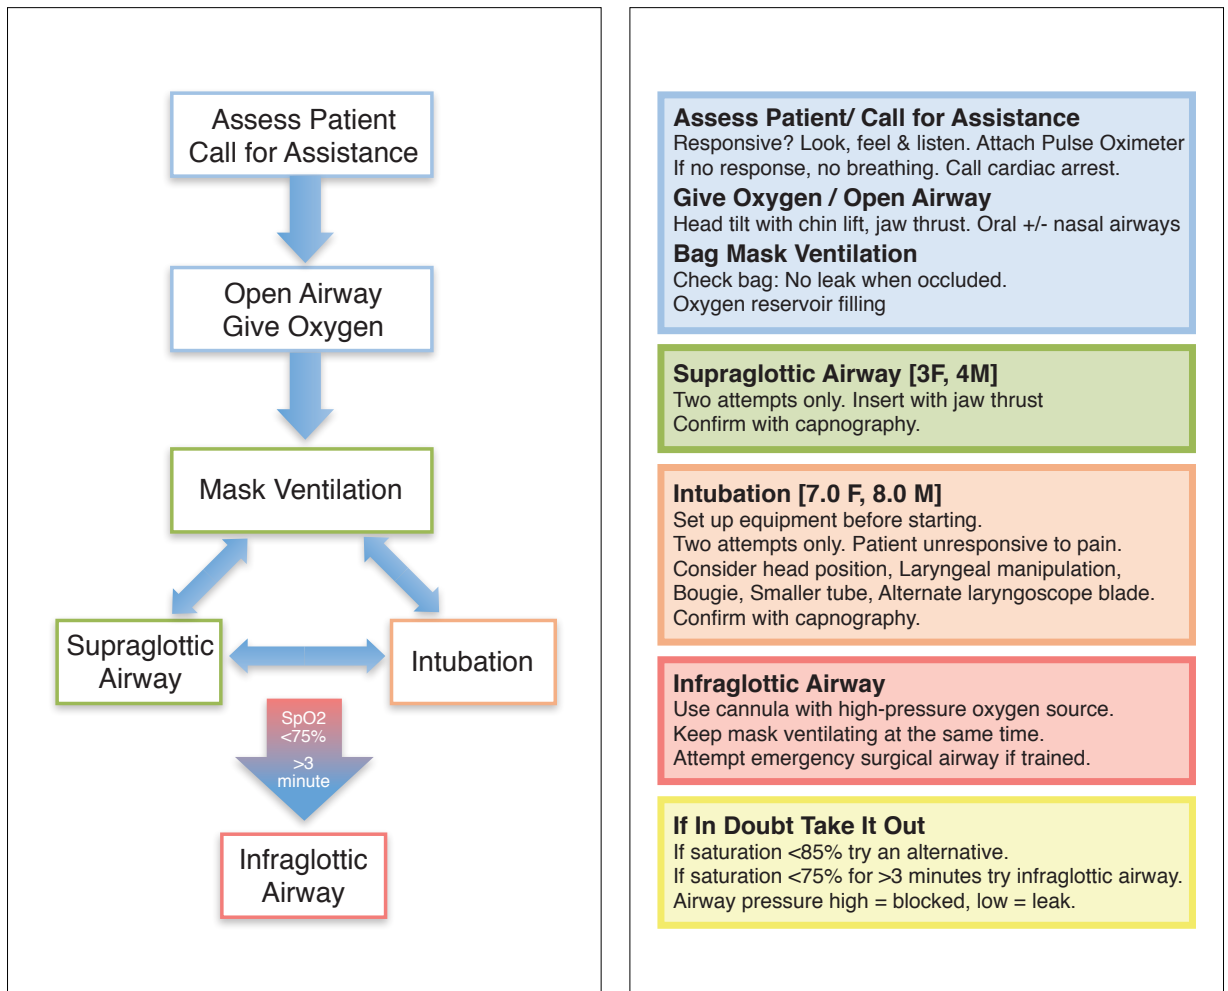 Assess Patient
Call for Assistance
Open Airway
Give Oxygen
Mask Ventilation
Supraglottic
Airway
Intubation
SpO2
<75%
>3
minute
Infraglottic
Airway
Assess Patient/ Call for Assistance
Responsive? Look, feel & listen. Attach Pulse Oximeter
If no response, no breathing. Call cardiac arrest.
Give Oxygen / Open Airway
Head tilt with chin lift, jaw thrust. Oral +/- nasal airways
Bag Mask Ventilation
Check bag: No leak when occluded.
Oxygen reservoir filling
Supraglottic Airway [3F, 4M]
Two attempts only. Insert with jaw thrust
Confirm with capnography.
Intubation [7.0 F, 8.0 M]
Set up equipment before starting.
Two attempts only. Patient unresponsive to pain.
Consider head position, Laryngeal manipulation,
Bougie, Smaller tube, Alternate laryngoscope blade.
Confirm with capnography.
Infraglottic Airway
Use cannula with high-pressure oxygen source.
Keep mask ventilating at the same time.
Attempt emergency surgical airway if trained.
If In Doubt Take It Out
If saturation <85% try an alternative.
If saturation <75% for >3 minutes try infraglottic airway.
Airway pressure high = blocked, low = leak.